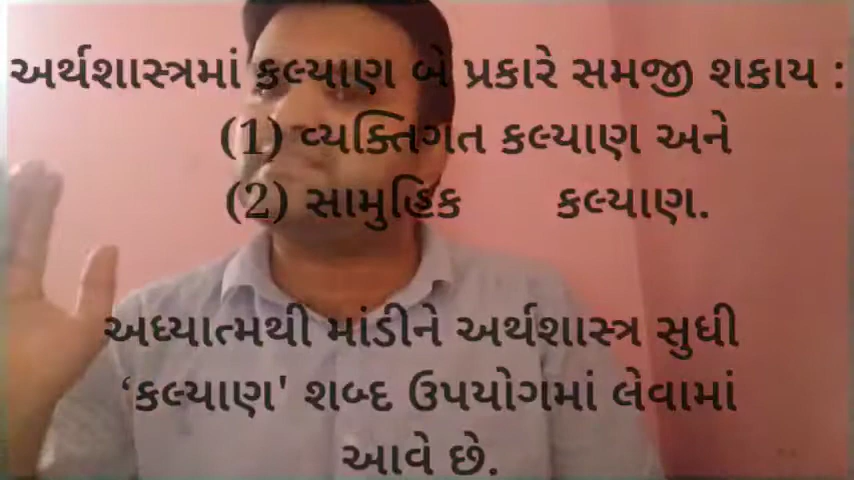 અર્થશાસ્ત્રમાં કલ્યાણ બે પ્રકારે સમજી શકાય :
(1) વ્યક્તિગત કલ્યાણ અને
(2) સામુહિક કલ્યાણ.
અધ્યાત્મથી માંડીને અર્થશાસ્ત્ર સુધી
‘કલ્યાણ' શબ્દ ઉપયોગમાં લેવામાં
આવે છે.